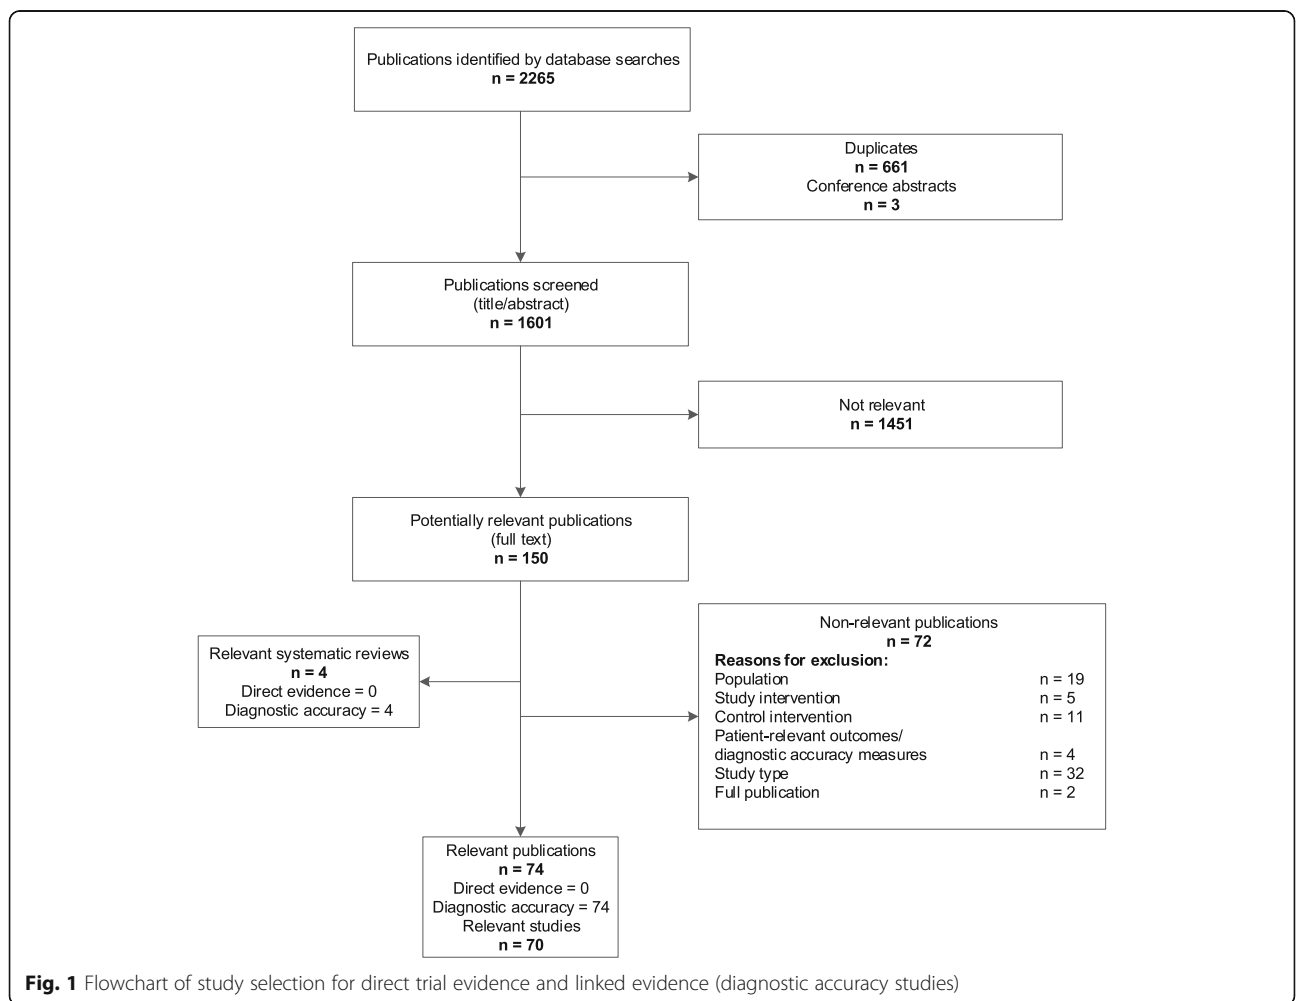 Publications identified by database searches
n = 2265
Duplicates
n = 661
Conference abstracts
n = 3
Publications screened
(title/abstract)
n = 1601
Not relevant
n = 1451
Potentially relevant publications
(full text)
n = 150
Relevant systematic reviews
n = 4
Direct evidence = 0
Diagnostic accuracy = 4
Non-relevant publications
n = 72
Reasons for exclusion:
Population n = 19
Study intervention n = 5
Control intervention n = 11
Patient-relevant outcomes/
diagnostic accuracy measures n = 4
Study type n = 32
Full publication n = 2
Relevant publications
n = 74
Direct evidence = 0
Diagnostic accuracy = 74
Relevant studies
n = 70
Fig. 1 Flowchart of study selection for direct trial evidence and linked evidence (diagnostic accuracy studies)